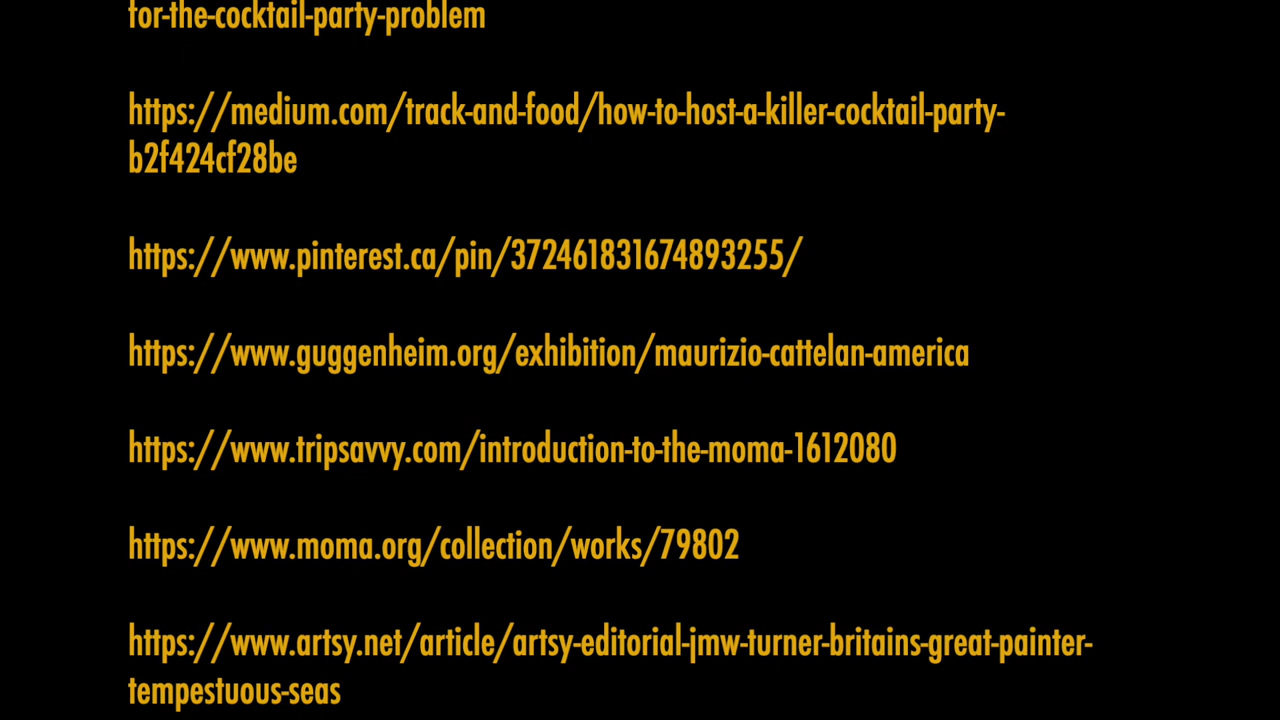 for-the-cocktail-party-problem
https://medium.com/track-and-food/how-to-host-a-killer-cocktail-party-
b2f424cf28be
https://www.pinterest.ca/pin/372461831674893255/
https://www.guggenheim.org/exhibition/maurizio-cattelan-america
https://www.tripsavvy.com/introduction-to-the-moma-1612080
https://www.moma.org/collection/works/79802
https://www.artsy.net/article/artsy-editorial-jmw-turner-britains-great-painter-
tempestuous-seas